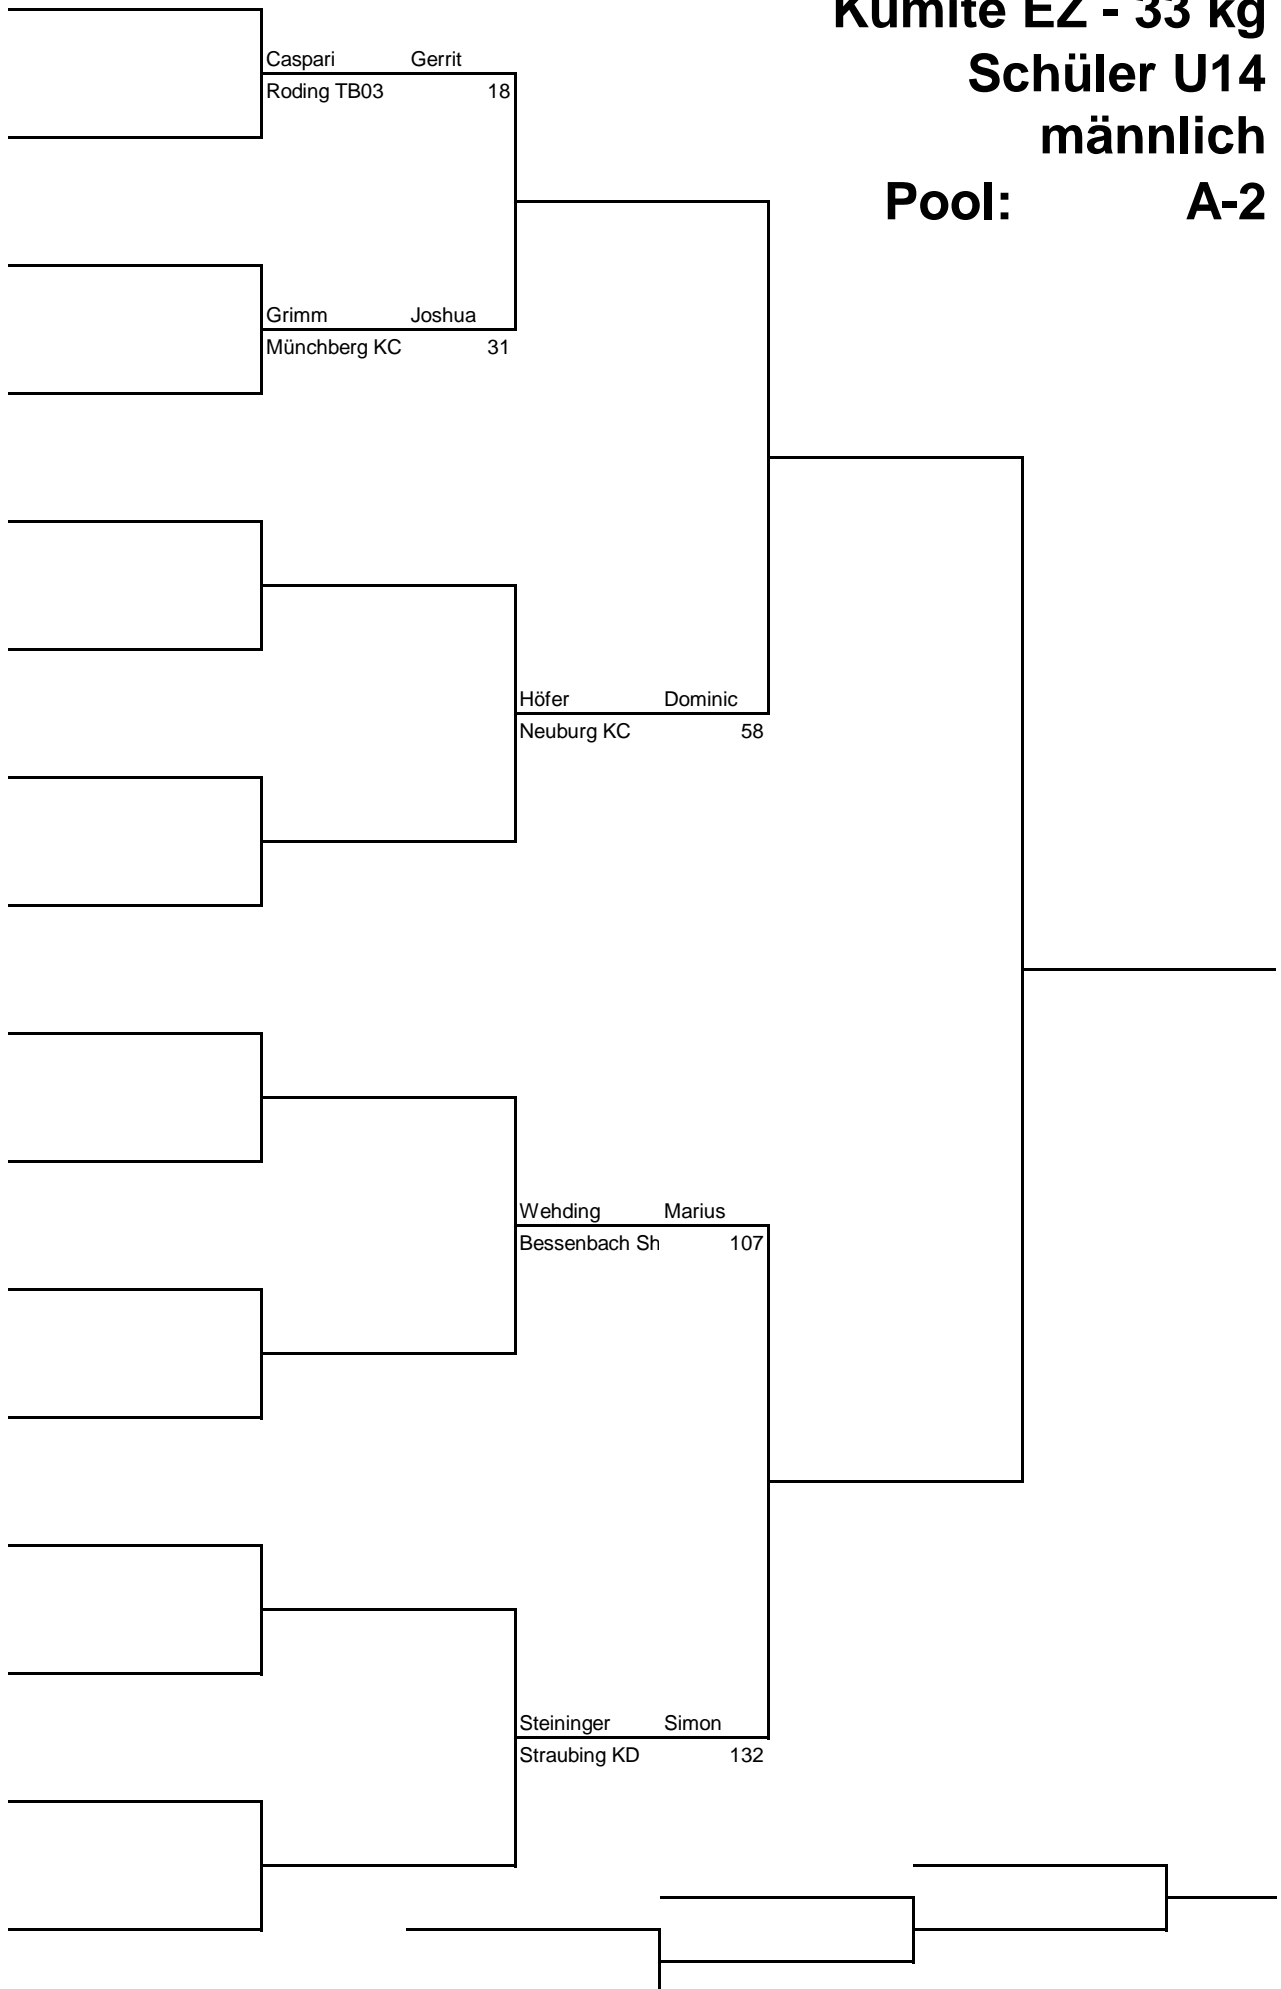 Kumite EZ - 33 kg
Schüler U14
männlich
Pool: A-2
Caspari Gerrit
Roding TB03 18
Grimm Joshua
Münchberg KC 31
Höfer Dominic
Neuburg KC 58
Wehding Marius
Bessenbach Sh 107
Steininger Simon
Straubing KD 132